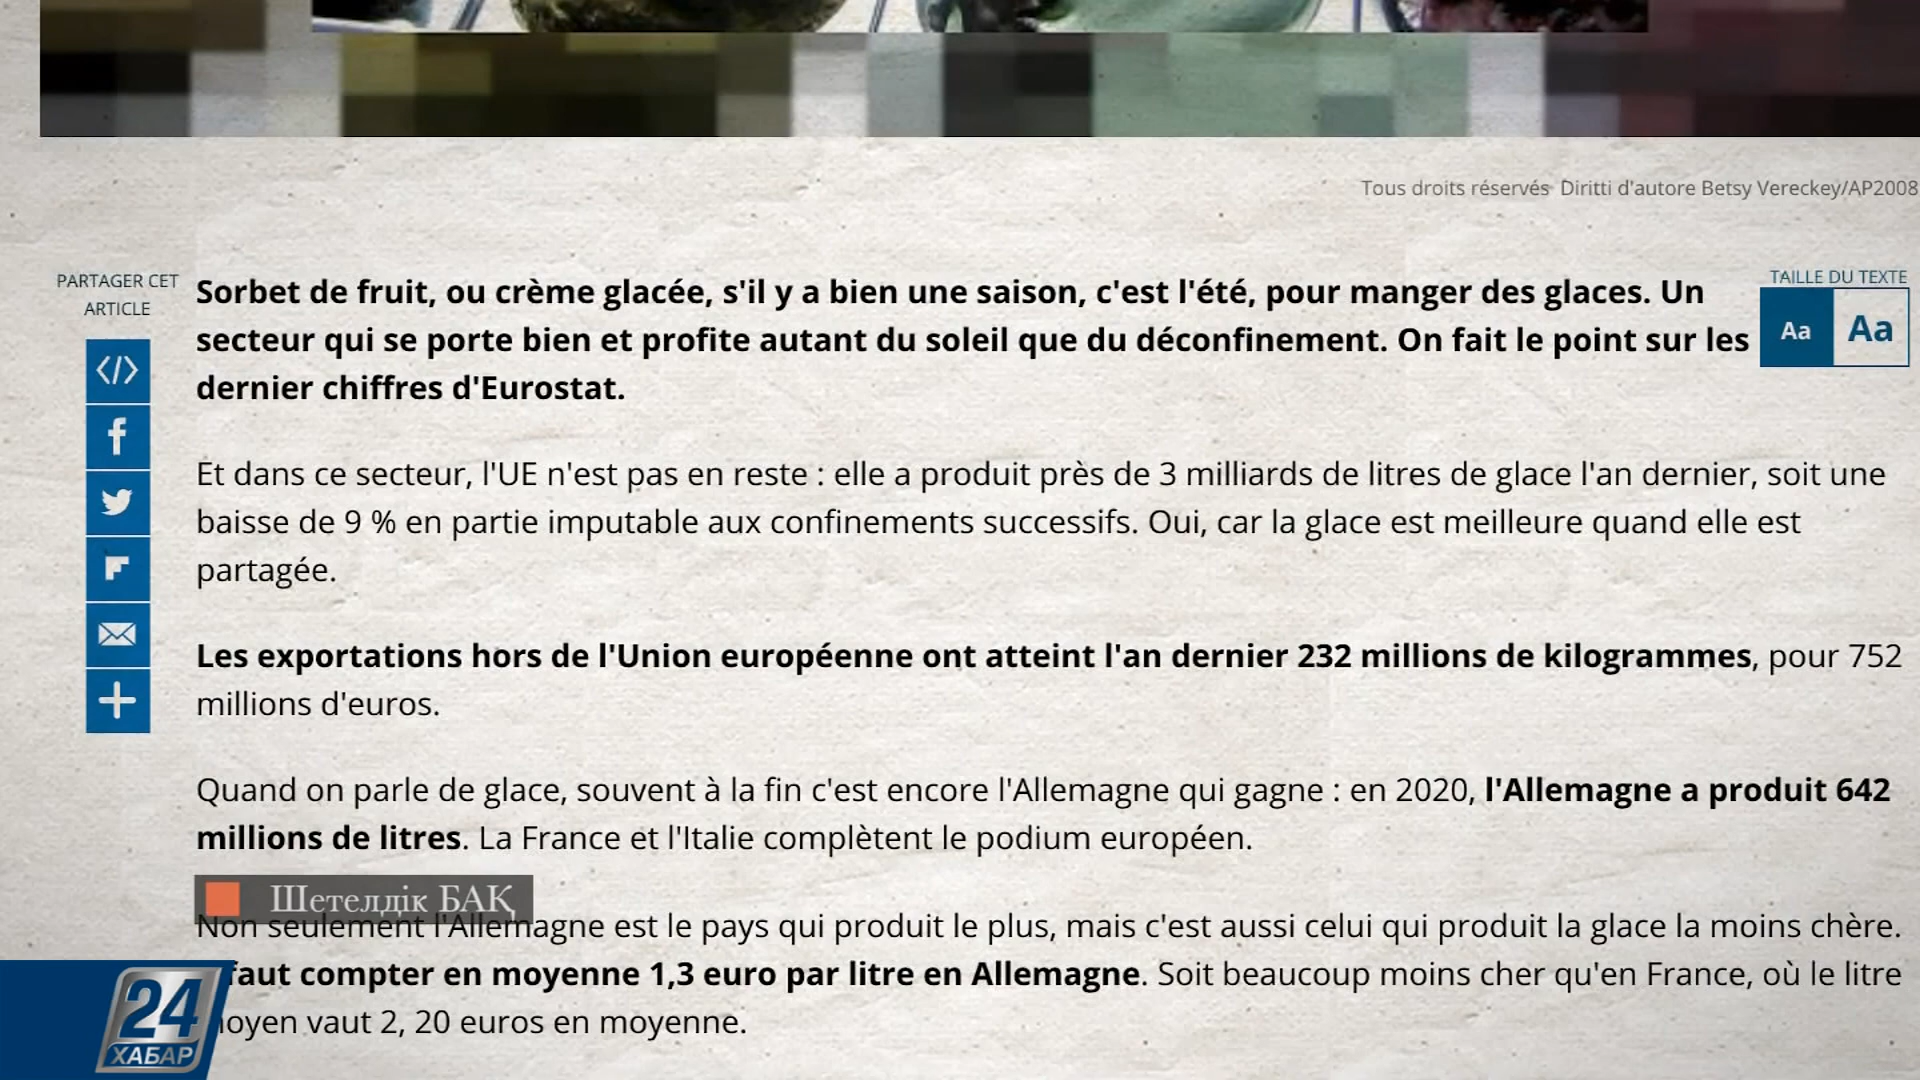 Tous droits réservés Diritti d'autore Betsy Vereckey/AP2008
PARTAGER CET
ARTICLE
TAILLE DU TEXTE
Aa Aa
Sorbet de fruit, ou crème glacée, s'il y a bien une saison, c'est l'été, pour manger des glaces. Un
secteur qui se porte bien et profite autant du soleil que du déconfinement. On fait le point sur les
dernier chiffres d'Eurostat.
Et dans ce secteur, l'UE n'est pas en reste : elle a produit près de 3 milliards de litres de glace l'an dernier, soit une
baisse de 9 % en partie imputable aux confinements successifs. Oui, car la glace est meilleure quand elle est
partagée.
Les exportations hors de l'Union européenne ont atteint l'an dernier 232 millions de kilogrammes, pour 752
millions d'euros.
Quand on parle de glace, souvent à la fin c'est encore l'Allemagne qui gagne : en 2020, l'Allemagne a produit 642
millions de litres. La France et l'Italie complètent le podium européen.
Шетелдік БАҚ
Non seulement l'Allemagne est le pays qui produit le plus, mais c'est aussi celui qui produit la glace la moins chère.
faut compter en moyenne 1,3 euro par litre en Allemagne. Soit beaucoup moins cher qu'en France, où le litre
moyen vaut 2, 20 euros en moyenne.
24
ХАБАР